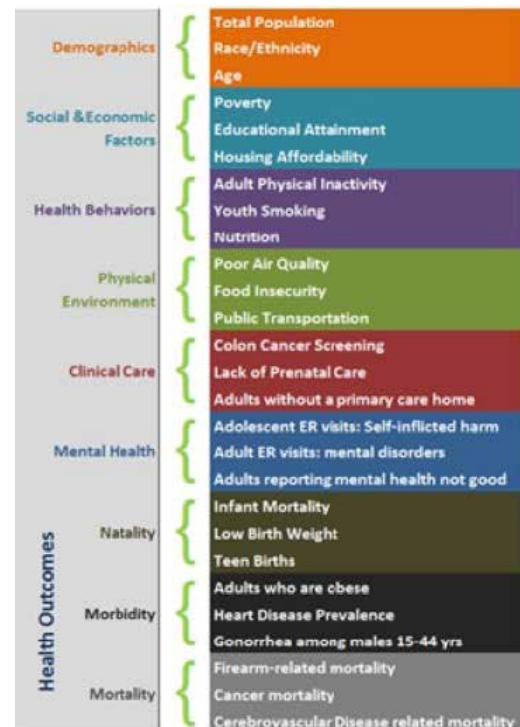 Demographics
Total Population
Race/Ethnicity
Age
Social &Economic
Factors
Poverty
Educational Attainment
Housing Affordability
Health Behaviors
Adult Physical Inactivity
Youth Smoking
Nutrition
Physical
Environment
Poor Air Quality
Food Insecurity
Public Transportation
Clinical Care
Colon Cancer Screening
Lack of Prenatal Care
Adults without a primary care home
Mental Health
Adolescent ER visits: Self-inflicted harm
Adult ER visits: mental disorders
Adults reporting mental health not good
Health Outcomes
Natality
Infant Mortality
Low Birth Weight
Teen Births
Morbidity
Adults who are obese
Heart Disease Prevalence
Gonorrhea among males 15-44 yrs
Mortality
Firearm-related mortality
Cancer mortality
Cerebrovascular Disease related mortality